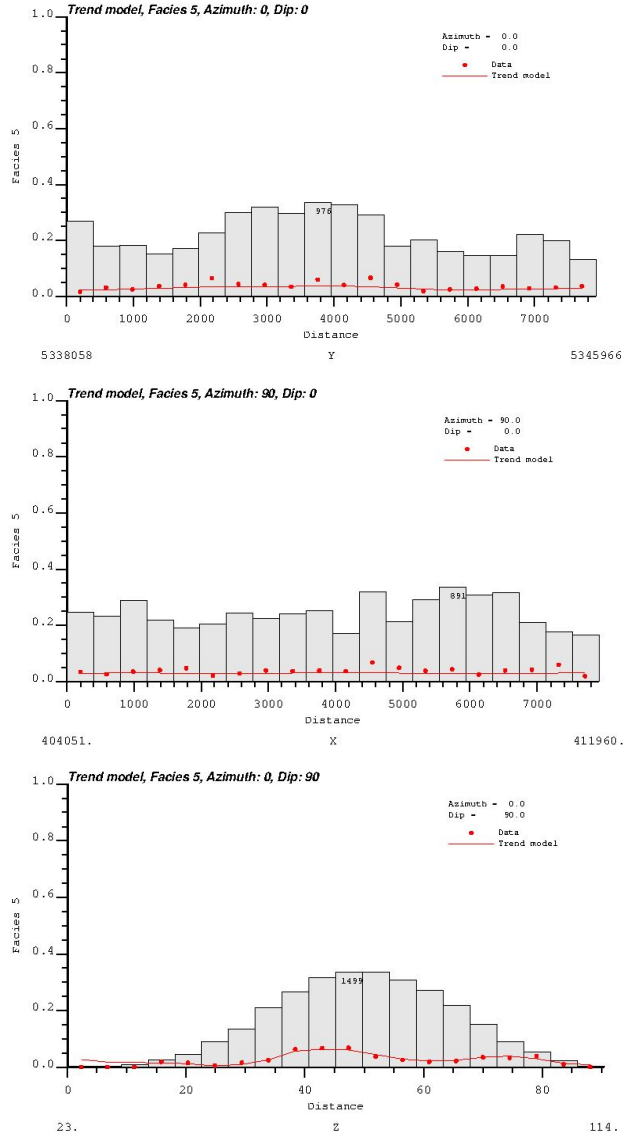 Trend model, Facies 5, Azimuth: 0, Dip: 0
1.0
0.8
0.6
0.4
0.2
0.0
Facies 5
Azimuth = 0.0
Dip = 0.0
Data
Trend model
976
0 1000 2000 3000 4000 5000 6000 7000
Distance
5338058 Y 5345966
Trend model, Facies 5, Azimuth: 90, Dip: 0
1.0
0.8
0.6
0.4
0.2
0.0
Facies 5
Azimuth = 90.0
Dip = 0.0
Data
Trend model
891
0 1000 2000 3000 4000 5000 6000 7000
Distance
404051. X 411960.
Trend model, Facies 5, Azimuth: 0, Dip: 90
1.0
0.8
0.6
0.4
0.2
0.0
Facies 5
Azimuth = 0.0
Dip = 90.0
Data
Trend model
1499
0 20 40 60 80
Distance
23. Z 114.